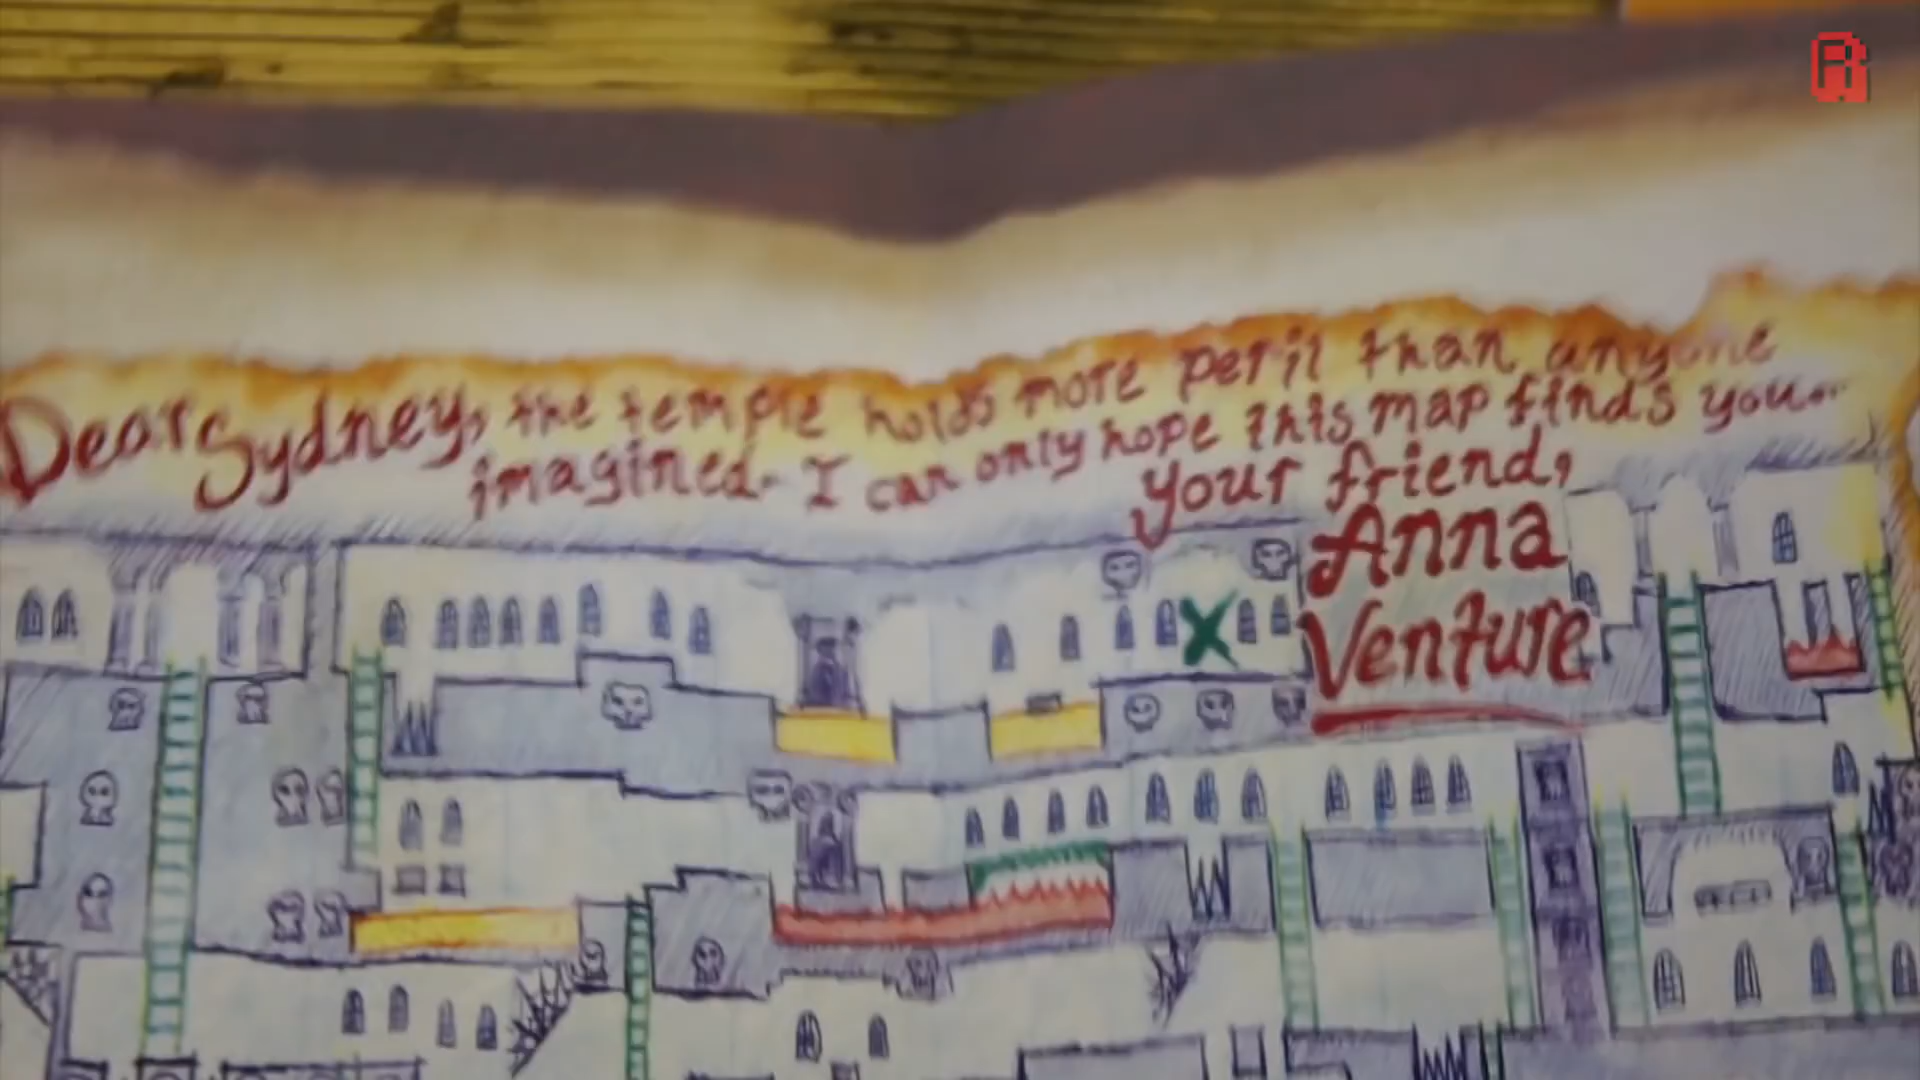 Dear Sydney, the temple holds more peril than anyone
imagined. I can only hope this map finds you...
your friend,
Anna
Venture